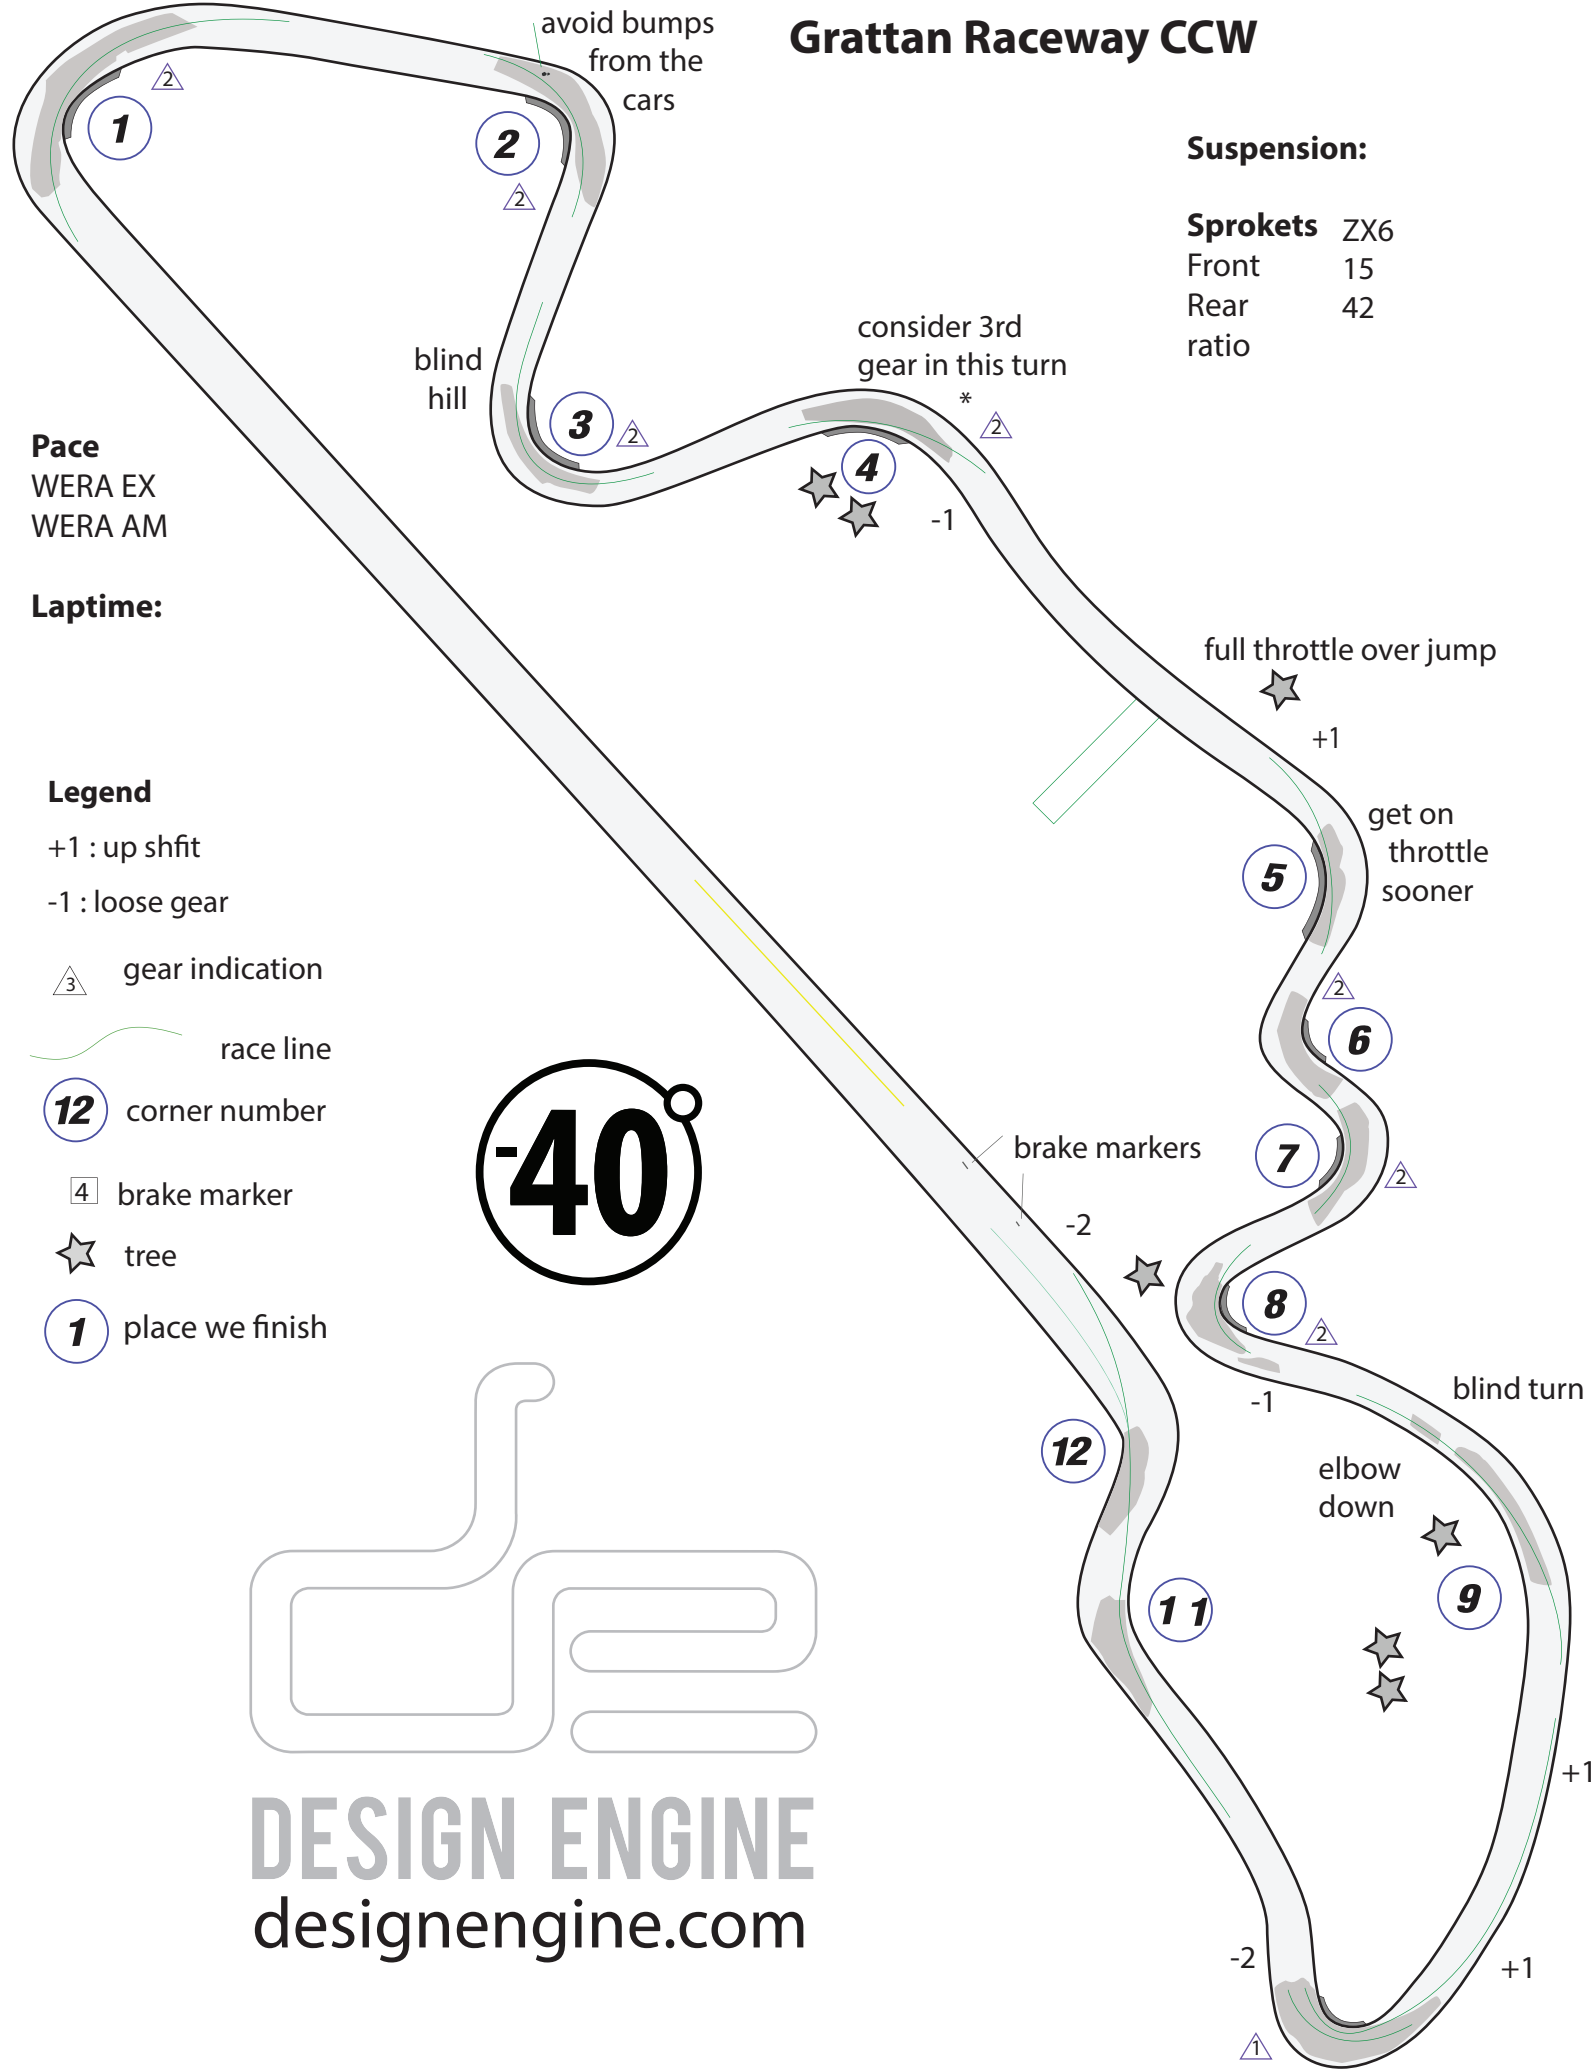 Grattan Raceway CCW
avoid bumps
from the
cars
2
1
2
2
Suspension:
Sprokets ZX6
Front 15
Rear 42
ratio
consider 3rd
gear in this turn
*
2
blind
hill
3
2
4
-1
Pace
WERA EX
WERA AM
Laptime:
full throttle over jump
+1
Legend
+1 : up shfit
-1 : loose gear
3 gear indication
race line
12 corner number
4 brake marker
tree
1 place we finish
get on
throttle
sooner
5
2
6
-40°
brake markers
7
2
-2
8
2
-1
blind turn
12
elbow
down
9
1 1
+1
DESIGN ENGINE
designengine.com
-2
+1
1